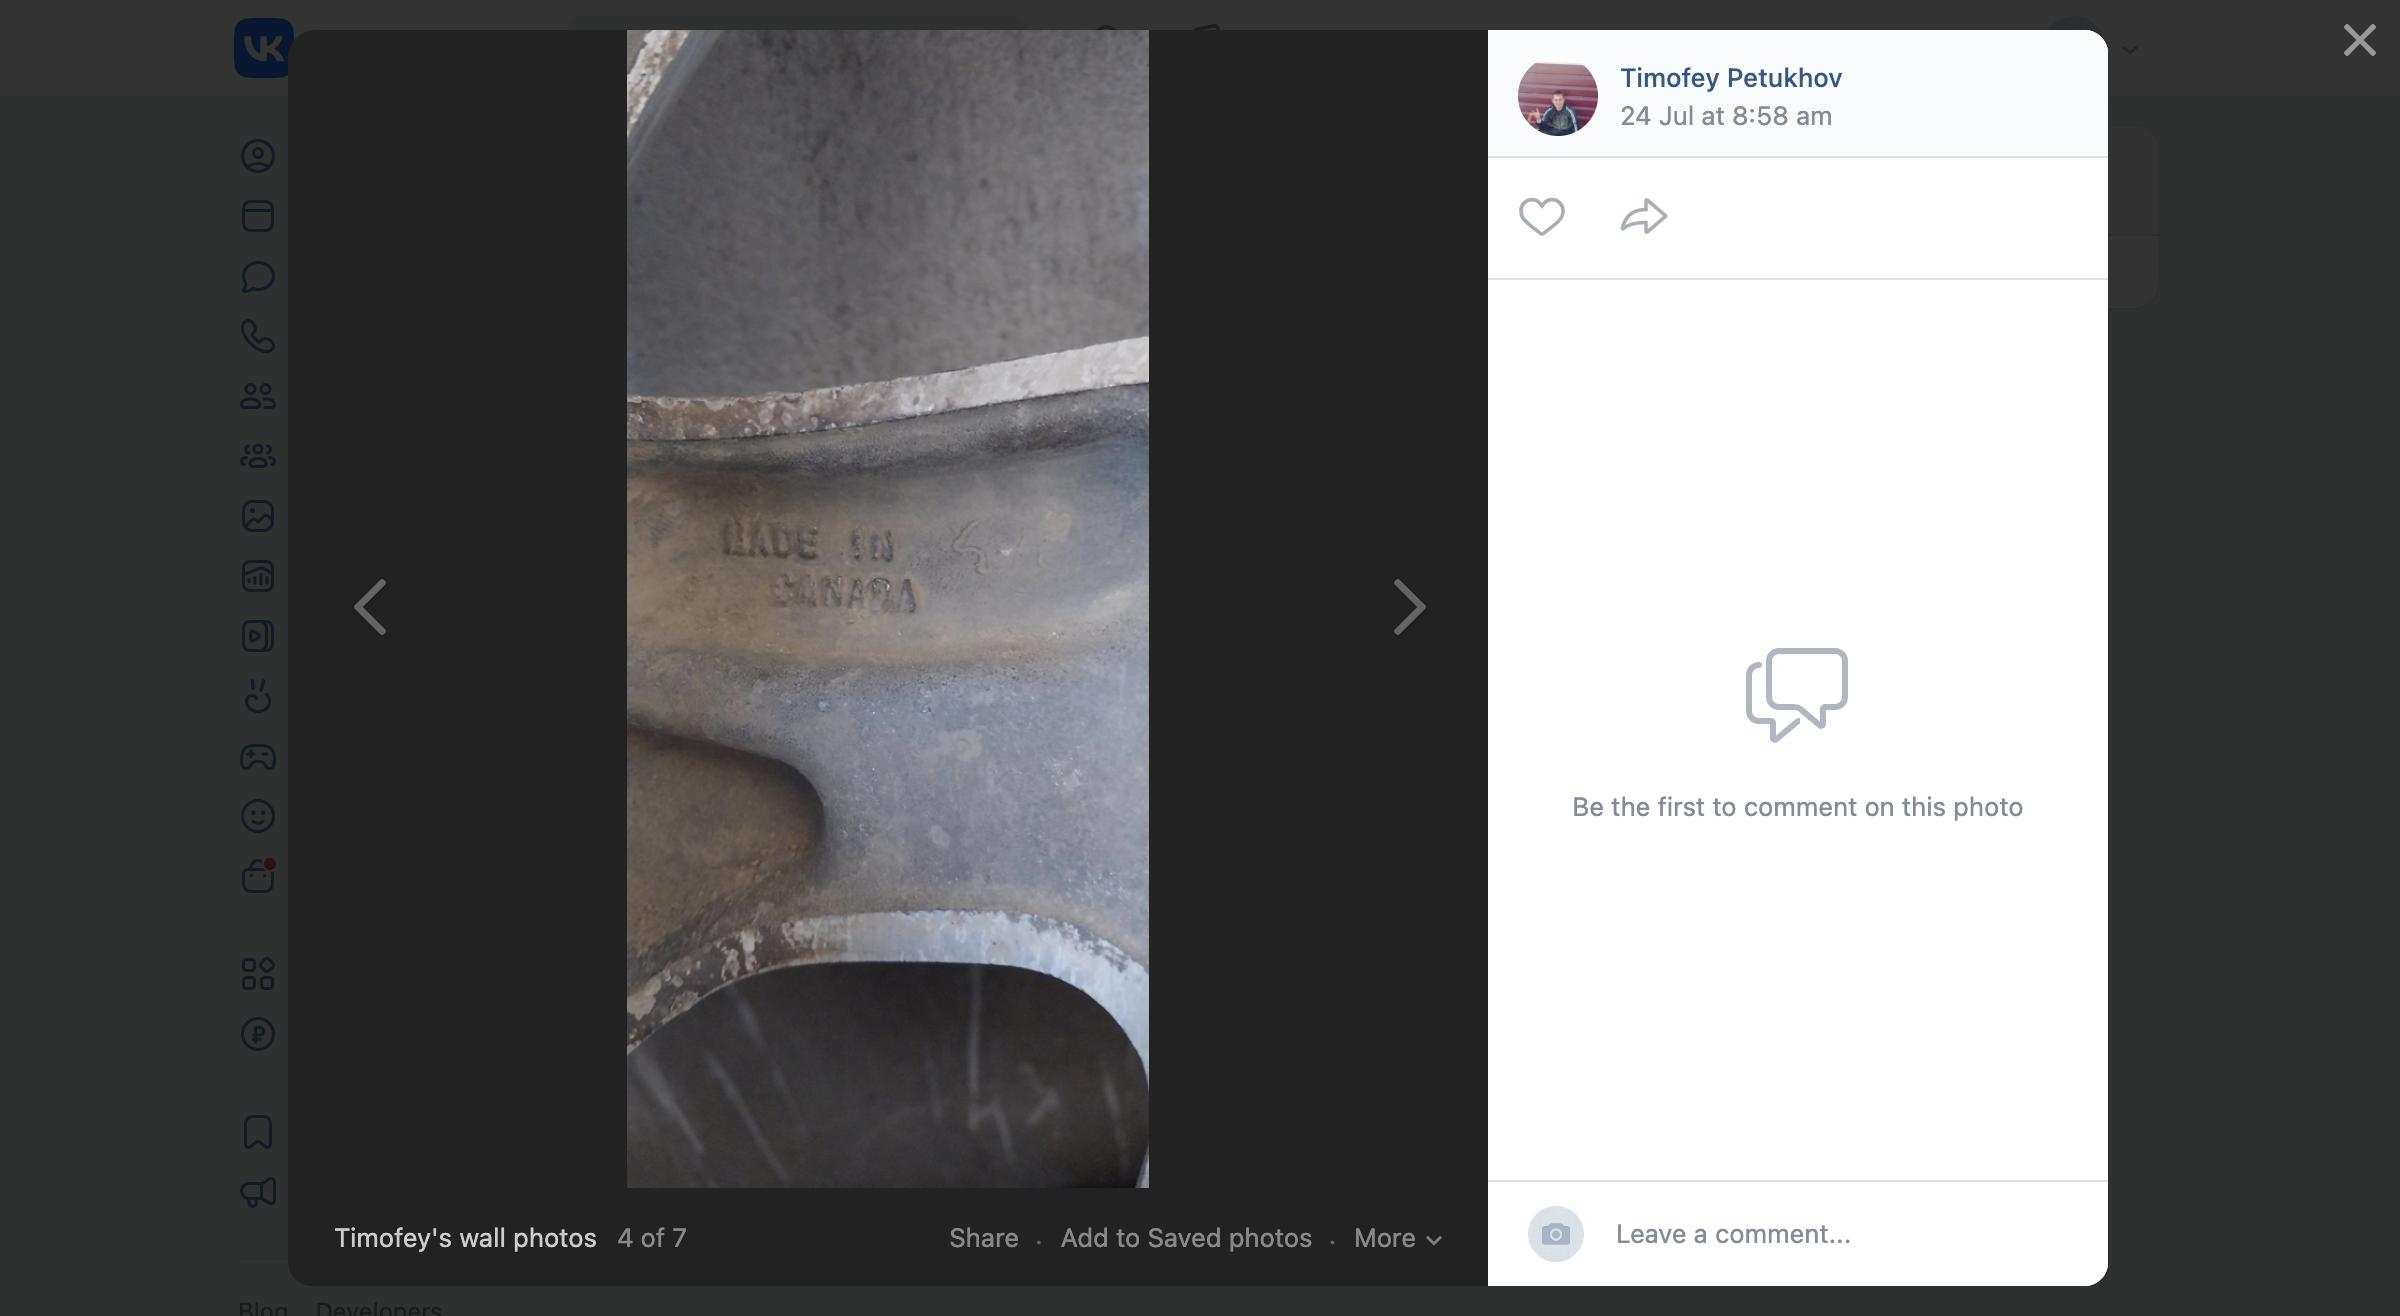 VK
Timofey Petukhov
24 Jul at 8:58 am
MADE IN
CANADA
Be the first to comment on this photo
Timofey's wall photos 4 of 7 Share · Add to Saved photos · More
Leave a comment...
Blog Developers